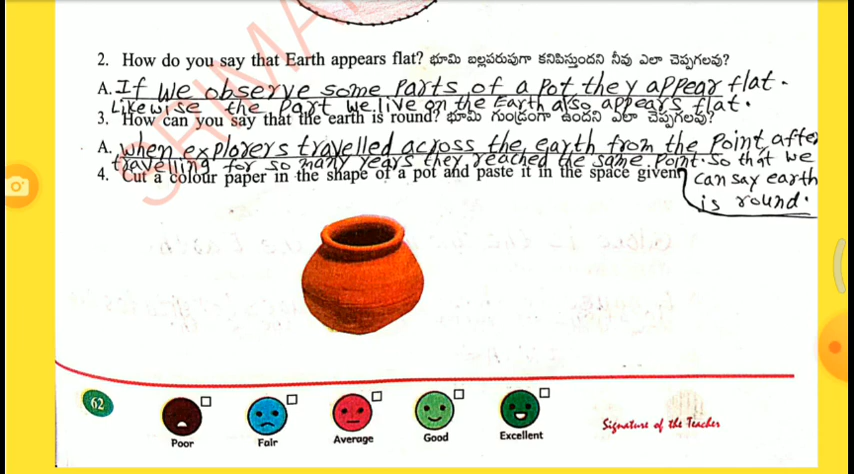 SHRIMA
2. How do you say that Earth appears flat? భూమి బల్లపరుపుగా కనిపిస్తుందని నీవు ఎలా చెప్పగలవు?
A. If we observe some parts of a pot they appear flat.
Likewise the part we live on the Earth also appears flat.
3. How can you say that the earth is round? భూమి గుండ్రంగా ఉందని ఎలా చెప్పగలవు?
A. when explorers travelled across the earth from the point, after
travelling for so many years they reached the same point. So that we
can say earth
is round.
4. Cut a colour paper in the shape of a pot and paste it in the space given.
62
Poor
Fair
Average
Good
Excellent
Signature of the Teacher